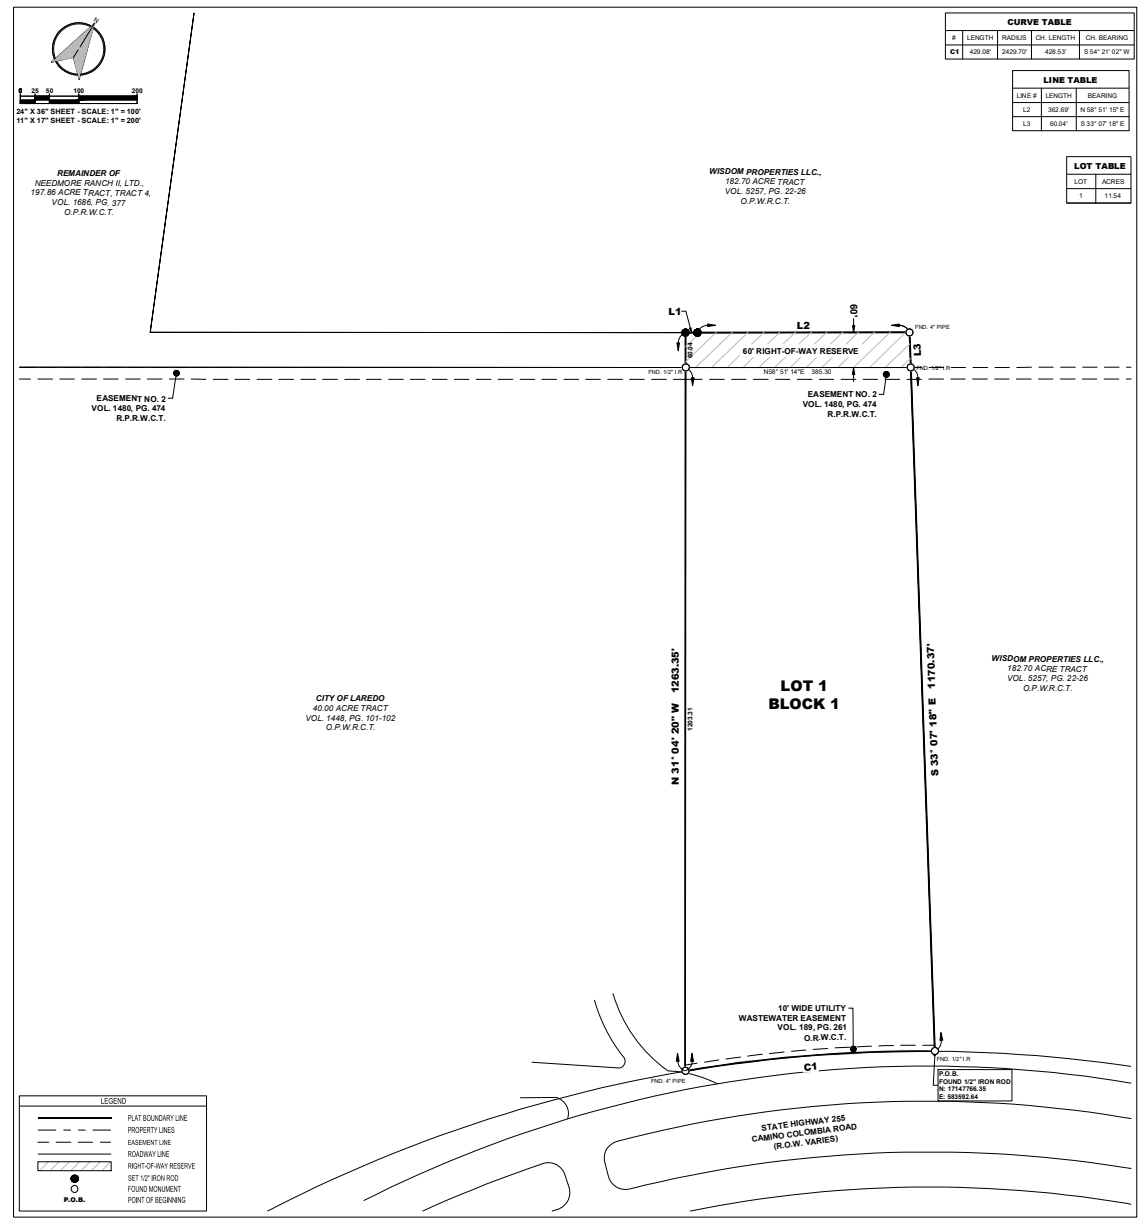 N
0 25 50 100 200
24" X 36" SHEET - SCALE: 1" = 100'
11" X 17" SHEET - SCALE: 1" = 200'
CURVE TABLE
# LENGTH RADIUS CH. LENGTH CH. BEARING
C1 429.08' 2429.70' 428.53' S 54° 21' 02" W
LINE TABLE
LINE # LENGTH BEARING
L2 362.69' N 58° 51' 15" E
L3 60.04' S 33° 07' 18" E
LOT TABLE
LOT ACRES
1 11.54
REMAINDER OF
NEEDMORE RANCH II, LTD.,
197.86 ACRE TRACT, TRACT 4,
VOL. 1686, PG. 377
O.P.R.W.C.T.
WISDOM PROPERTIES LLC.,
182.70 ACRE TRACT
VOL. 5257, PG. 22-26
O.P.W.R.C.T.
L1
L2
60'
FND. 4" PIPE
60.04
60' RIGHT-OF-WAY RESERVE
L3
FND. 1/2" I.R
N58° 51' 14"E 385.30
FND. 1/2" I.R
EASEMENT NO. 2
VOL. 1480, PG. 474
R.P.R.W.C.T.
EASEMENT NO. 2
VOL. 1480, PG. 474
R.P.R.W.C.T.
N 31° 04' 20" W 1263.35'
1203.31
LOT 1
BLOCK 1
S 33° 07' 18" E 1170.37'
WISDOM PROPERTIES LLC.,
182.70 ACRE TRACT
VOL. 5257, PG. 22-26
O.P.W.R.C.T.
CITY OF LAREDO
40.00 ACRE TRACT
VOL. 1448, PG. 101-102
O.P.W.R.C.T.
10' WIDE UTILITY
WASTEWATER EASEMENT
VOL. 189, PG. 261
O.R.W.C.T.
C1
FND. 1/2" I.R
FND. 4" PIPE
P.O.B.
FOUND 1/2" IRON ROD
N: 17147766.35
E: 583592.64
STATE HIGHWAY 255
CAMINO COLOMBIA ROAD
(R.O.W. VARIES)
LEGEND
PLAT BOUNDARY LINE
PROPERTY LINES
EASEMENT LINE
ROADWAY LINE
RIGHT-OF-WAY RESERVE
SET 1/2" IRON ROD
FOUND MONUMENT
P.O.B. POINT OF BEGINNING